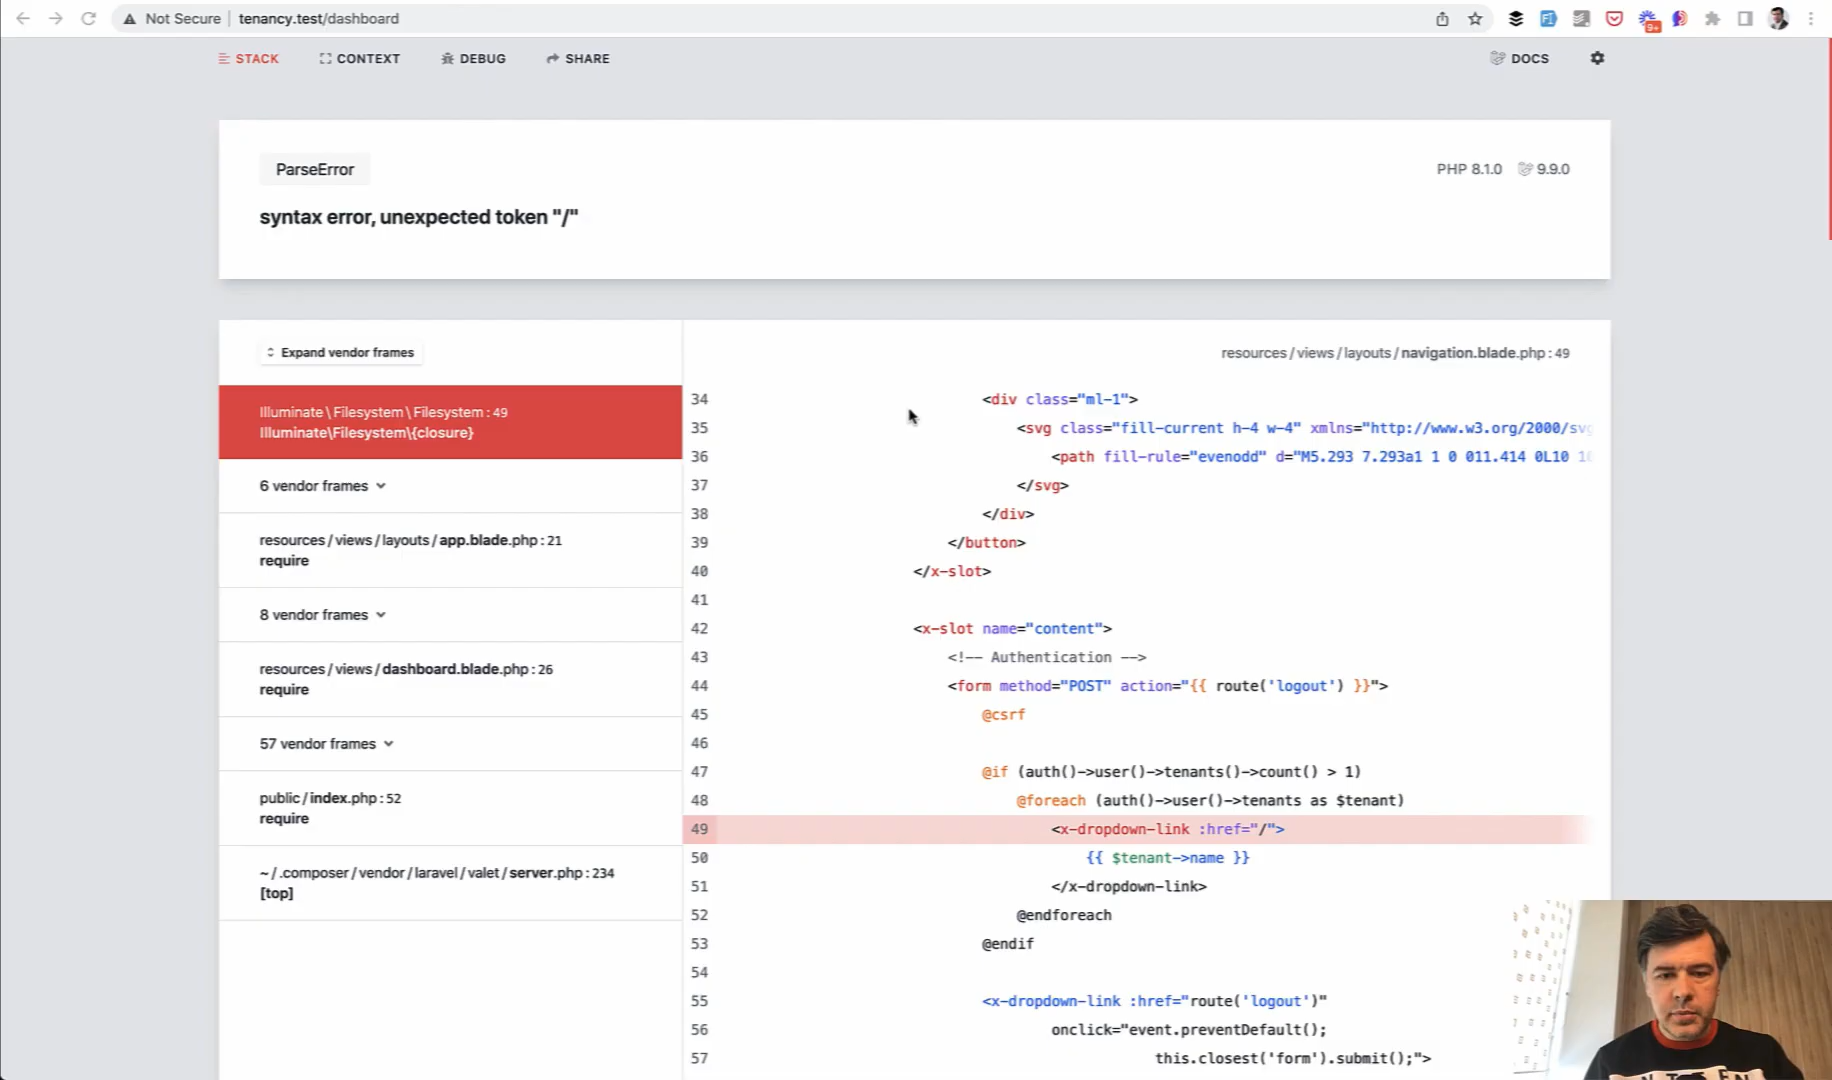 Not Secure | tenancy.test/dashboard
9+
STACK
CONTEXT
DEBUG
SHARE
DOCS
ParseError
PHP 8.1.0
9.9.0
syntax error, unexpected token "/"
Expand vendor frames
Illuminate \ Filesystem \ Filesystem : 49
Illuminate\Filesystem\{closure}
6 vendor frames
resources / views / layouts / app.blade.php : 21
require
8 vendor frames
resources / views / dashboard.blade.php : 26
require
57 vendor frames
public / index.php : 52
require
~ / .composer / vendor / laravel / valet / server.php : 234
[top]
resources / views / layouts / navigation.blade.php : 49
34 <div class="ml-1">
35 <svg class="fill-current h-4 w-4" xmlns="http://www.w3.org/2000/svg
36 <path fill-rule="evenodd" d="M5.293 7.293a1 1 0 011.414 0L10 10
37 </svg>
38 </div>
39 </button>
40 </x-slot>
41
42 <x-slot name="content">
43 <!-- Authentication -->
44 <form method="POST" action="{{ route('logout') }}">
45 @csrf
46
47 @if (auth()->user()->tenants()->count() > 1)
48 @foreach (auth()->user()->tenants as $tenant)
49 <x-dropdown-link :href="/">
50 {{ $tenant->name }}
51 </x-dropdown-link>
52 @endforeach
53 @endif
54
55 <x-dropdown-link :href="route('logout')"
56 onclick="event.preventDefault();
57 this.closest('form').submit();">